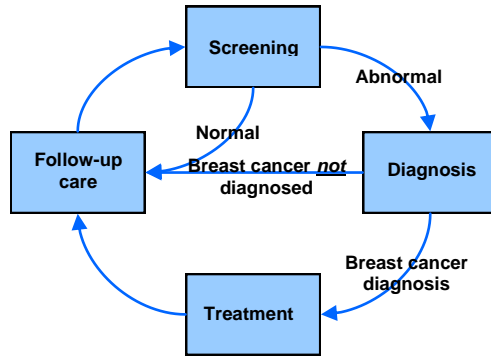 Screening
Abnormal
Normal
Follow-up
care
Breast cancer not
diagnosed
Diagnosis
Breast cancer
diagnosis
Treatment